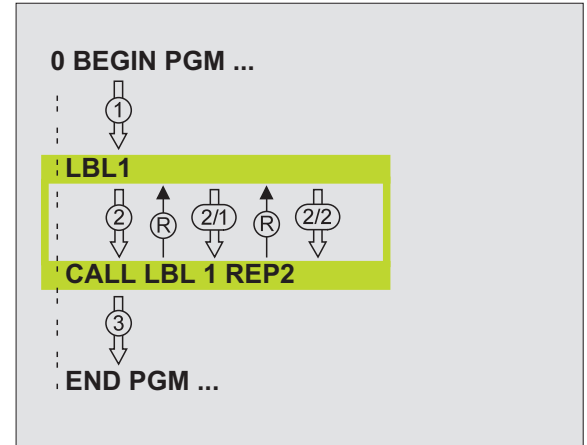 0 BEGIN PGM ...
1
LBL1
2 R 2/1 R 2/2
CALL LBL 1 REP2
3
END PGM ...